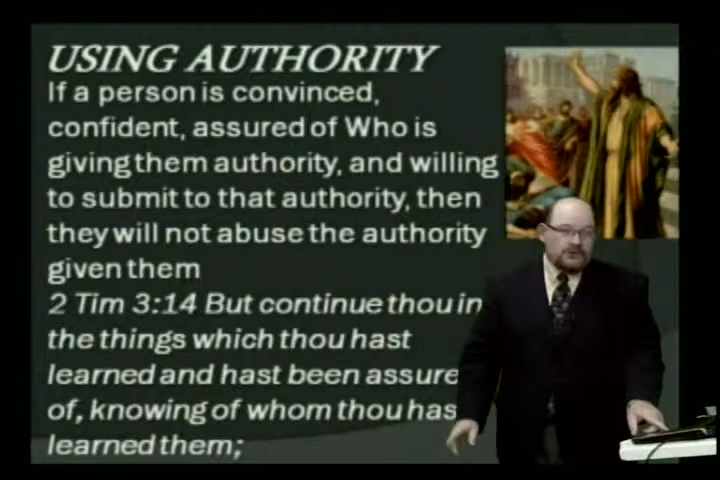 USING AUTHORITY
If a person is convinced,
confident, assured of Who is
giving them authority, and willing
to submit to that authority, then
they will not abuse the authority
given them
2 Tim 3:14 But continue thou in
the things which thou hast
learned and hast been assure
of, knowing of whom thou has
learned them;